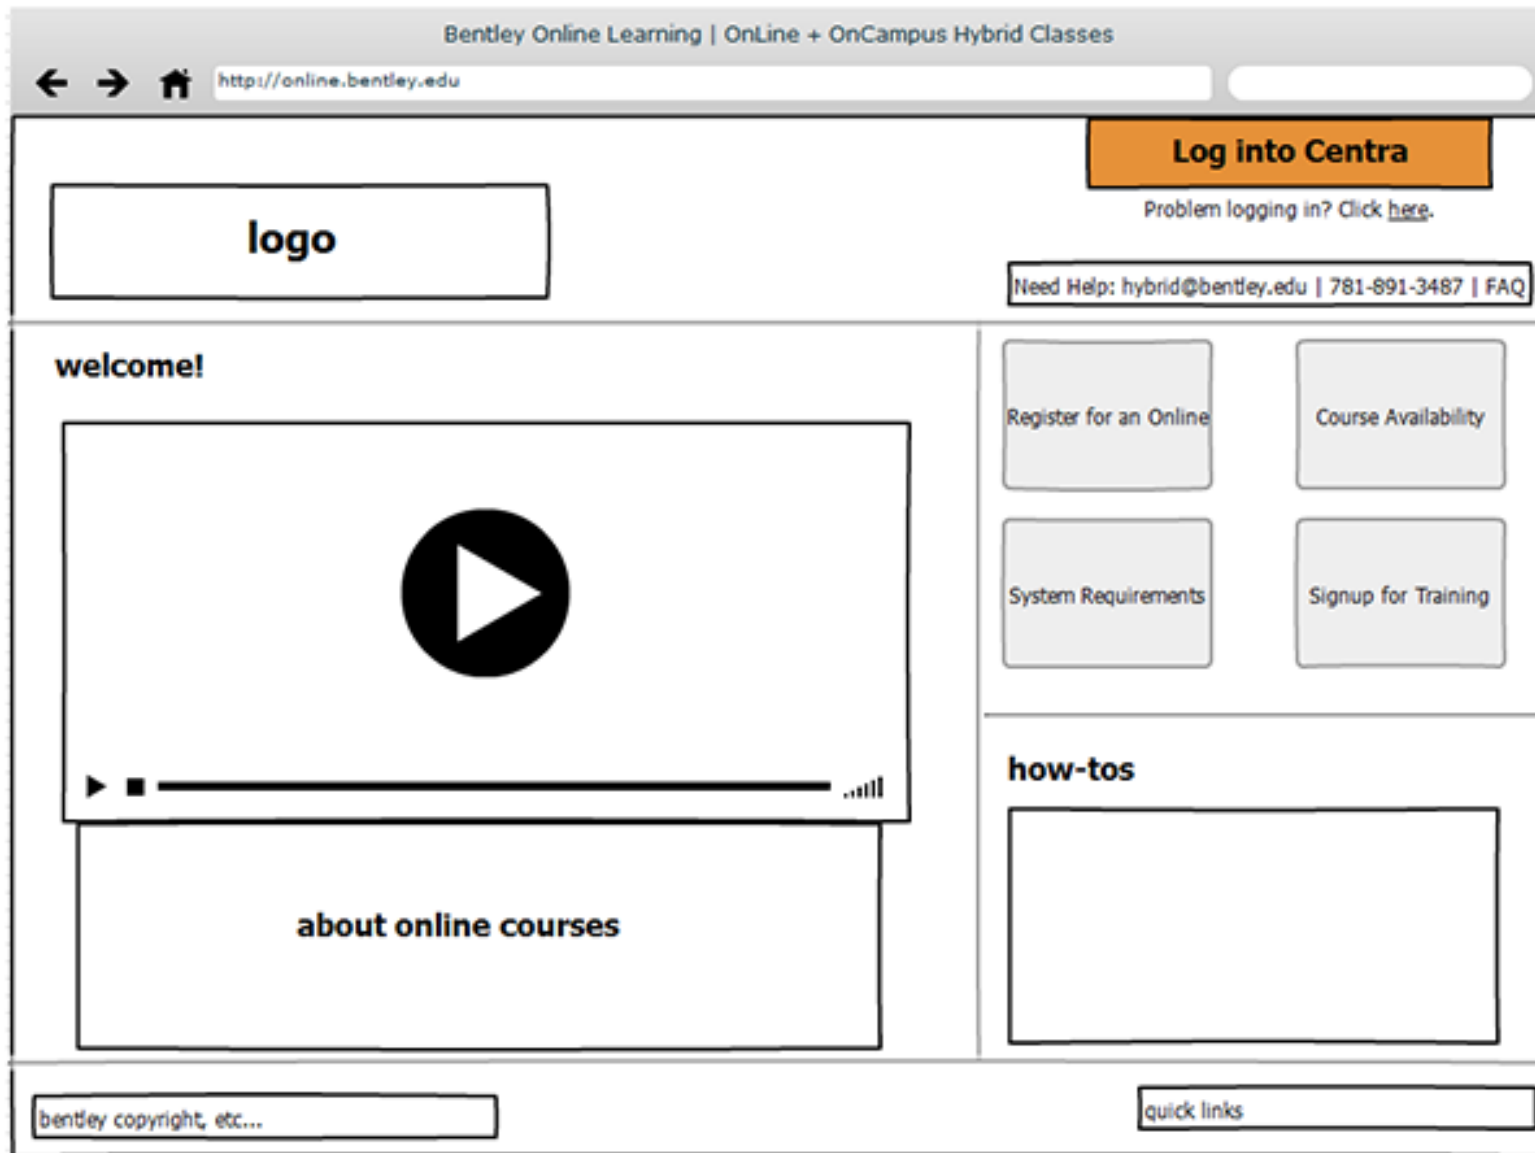 Bentley Online Learning | OnLine + OnCampus Hybrid Classes
http://online.bentley.edu
Log into Centra
Problem logging in? Click here.
logo
Need Help: hybrid@bentley.edu | 781-891-3487 | FAQ
welcome!
Register for an Online
Course Availability
System Requirements
Signup for Training
how-tos
about online courses
bentley copyright, etc...
quick links